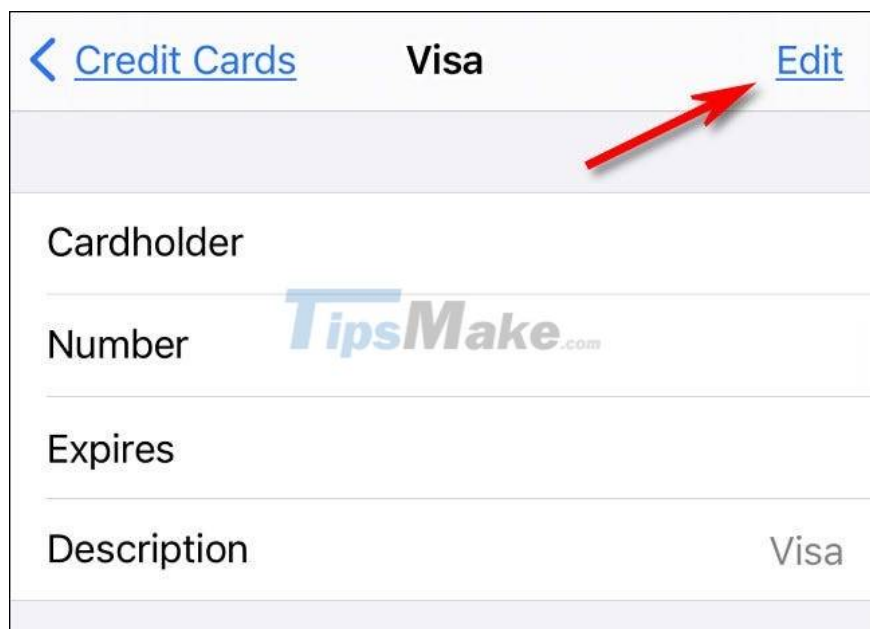 Credit Cards Visa Edit
Cardholder
TipsMake.com
Number
Expires
Description Visa